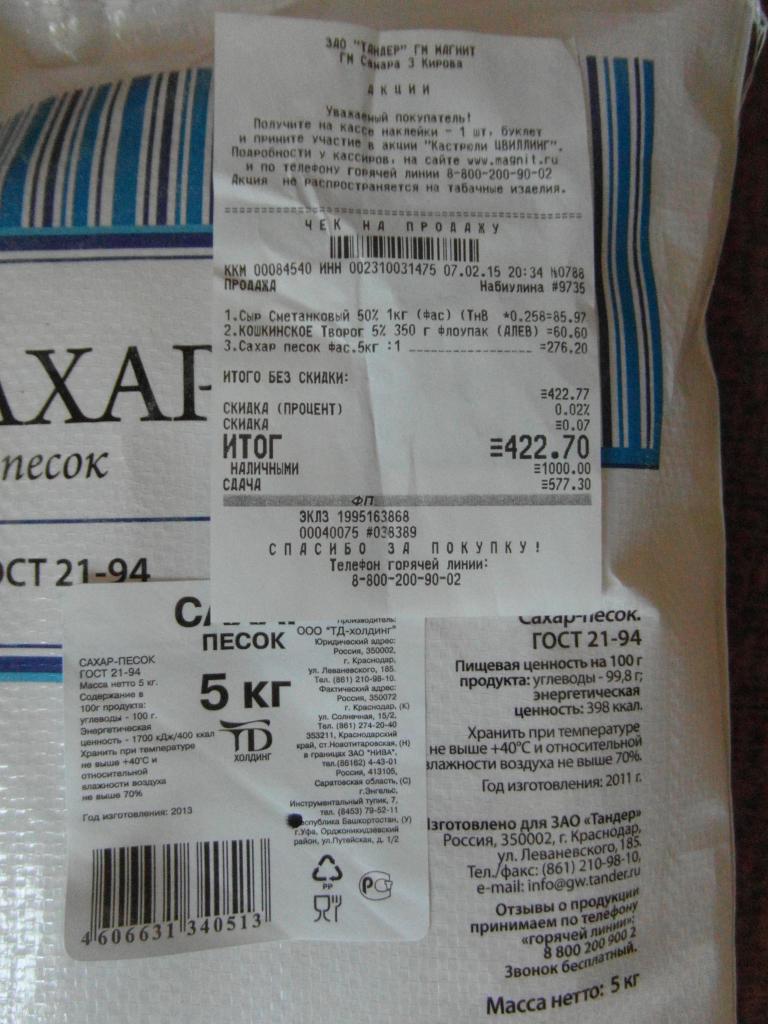 ЗАО "ТАНДЕР" ГМ МАГНИТ
ГМ Самара 3 Кирова
АКЦИИ
Уважаемый покупатель!
Получите на кассе наклейки - 1 шт, буклет
и примите участие в акции "Кастрюли ЦВИЛЛИНГ".
Подробности у кассиров, на сайте www.magnit.ru
и по телефону горячей линии 8-800-200-90-02
Акция не распространяется на табачные изделия.
ЧЕК НА ПРОДАЖУ
ККМ 00084540 ИНН 002310031475 07.02.15 20:34 №0788
ПРОДАЖА Набиулина #9735
1.Сыр Сметанковый 50% 1кг (фас) (ТнВ *0.258=85.97
2.КОШКИНСКОЕ Творог 5% 350 г флоупак (АЛЕВ) =60.60
3.Сахар песок фас.5кг :1 =276.20
ИТОГО БЕЗ СКИДКИ:
≡422.77
СКИДКА (ПРОЦЕНТ) 0.02%
СКИДКА ≡0.07
ИТОГ ≡422.70
НАЛИЧНЫМИ ≡1000.00
СДАЧА ≡577.30
ФП
ЭКЛЗ 1995163868
00040075 #038389
СПАСИБО ЗА ПОКУПКУ!
Телефон горячей линии:
8-800-200-90-02
АХАР
песок
ОСТ 21-94
САХАР
ПЕСОК
5 кг
TD
ХОЛДИНГ
САХАР-ПЕСОК
ГОСТ 21-94
Масса нетто 5 кг.
Содержание в
100г продукта:
углеводы - 100 г.
Энергетическая
ценность - 1700 кДж/400 ккал
Хранить при температуре
не выше +40°С и
относительной
влажности воздуха
не выше 70%
Год изготовления: 2013
Производитель:
ООО "ТД-холдинг"
Юридический адрес:
Россия, 350002,
г. Краснодар,
ул. Леваневского, 185.
Тел. (861) 210-98-10.
Фактический адрес:
Россия, 350072
г. Краснодар, (К)
ул. Солнечная, 15/2,
Тел. (861) 274-20-40
353211, Краснодарский
край, ст.Новотитаровская, (Н)
в границах ЗАО "НИВА".
тел.(86162) 4-43-01
Россия, 413105,
Саратовская область, (С)
г.Энгельс,
Инструментальный тупик, 7,
тел. (8453) 79-52-11
Республика Башкортостан, (У)
г.Уфа, Орджоникидзевский
район, ул.Путейская, д. 1/2
PP
4 606631 340513
Сахар-песок.
ГОСТ 21-94
Пищевая ценность на 100 г
продукта: углеводы - 99,8 г;
энергетическая
ценность: 398 ккал.
Хранить при температуре
не выше +40°С и относительной
влажности воздуха не выше 70%.
Год изготовления: 2011 г.
Изготовлено для ЗАО «Тандер»
Россия, 350002, г. Краснодар,
ул. Леваневского, 185.
Тел./факс: (861) 210-98-10,
e-mail: info@gw.tander.ru
Отзывы о продукции
принимаем по телефону
«горячей линии»:
8 800 200 900 2
Звонок бесплатный.
Масса нетто: 5 кг